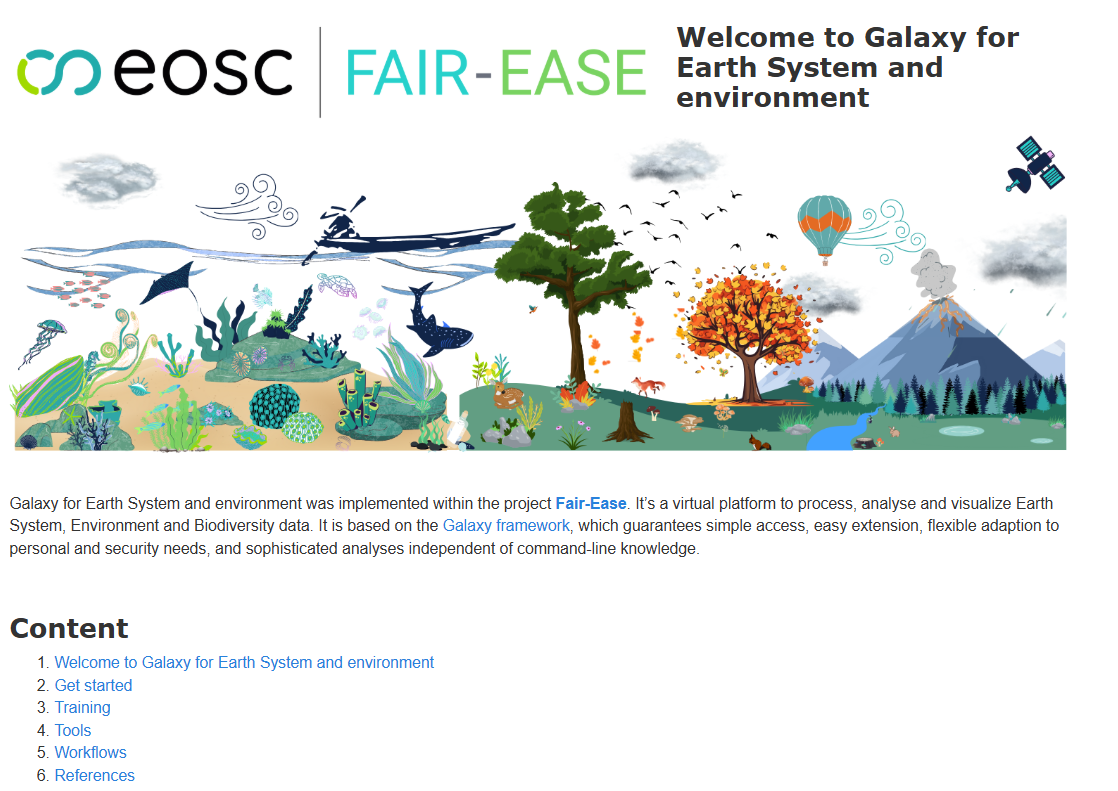 eosc
FAIR-EASE
Welcome to Galaxy for
Earth System and
environment
Galaxy for Earth System and environment was implemented within the project Fair-Ease. It’s a virtual platform to process, analyse and visualize Earth
System, Environment and Biodiversity data. It is based on the Galaxy framework, which guarantees simple access, easy extension, flexible adaption to
personal and security needs, and sophisticated analyses independent of command-line knowledge.
Content
1. Welcome to Galaxy for Earth System and environment
2. Get started
3. Training
4. Tools
5. Workflows
6. References